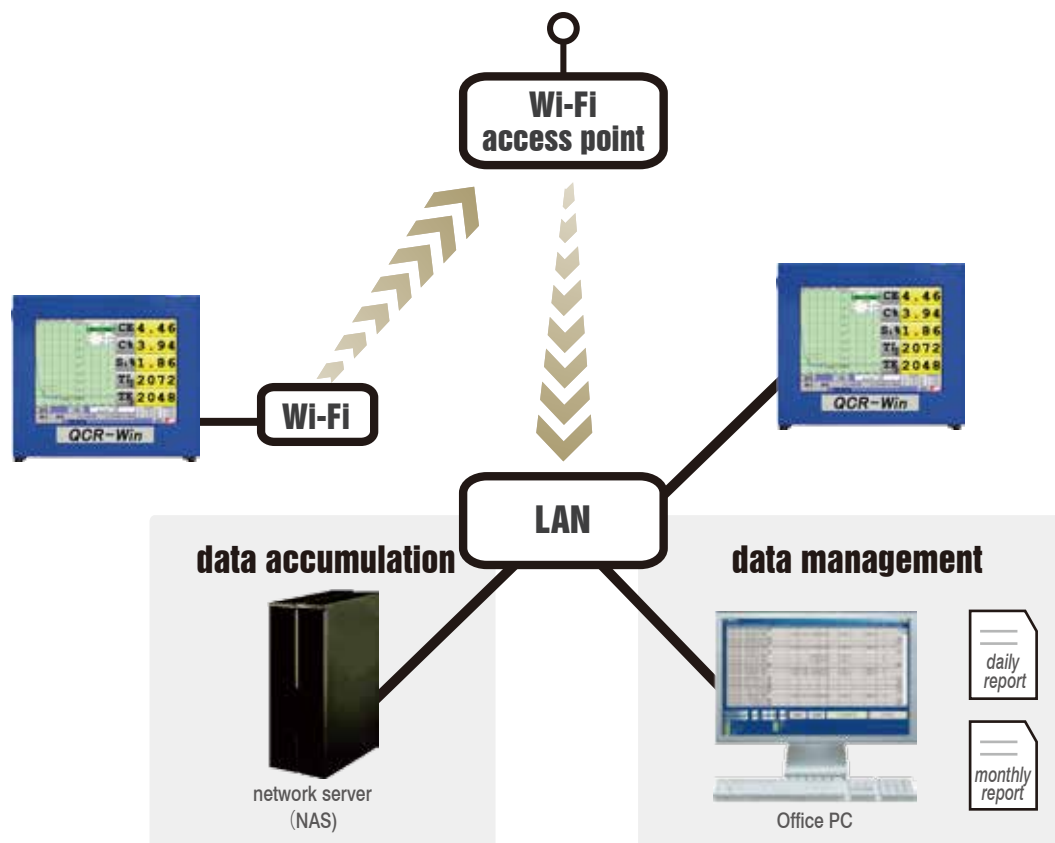 Wi-Fi
access point
CE 4.46
C% 3.94
Si% 1.86
TL 2072
TE 2048
QCR-Win
Wi-Fi
CE 4.46
C% 3.94
Si% 1.86
TL 2072
TE 2048
QCR-Win
LAN
data accumulation
data management
daily
report
monthly
report
network server
(NAS)
Office PC